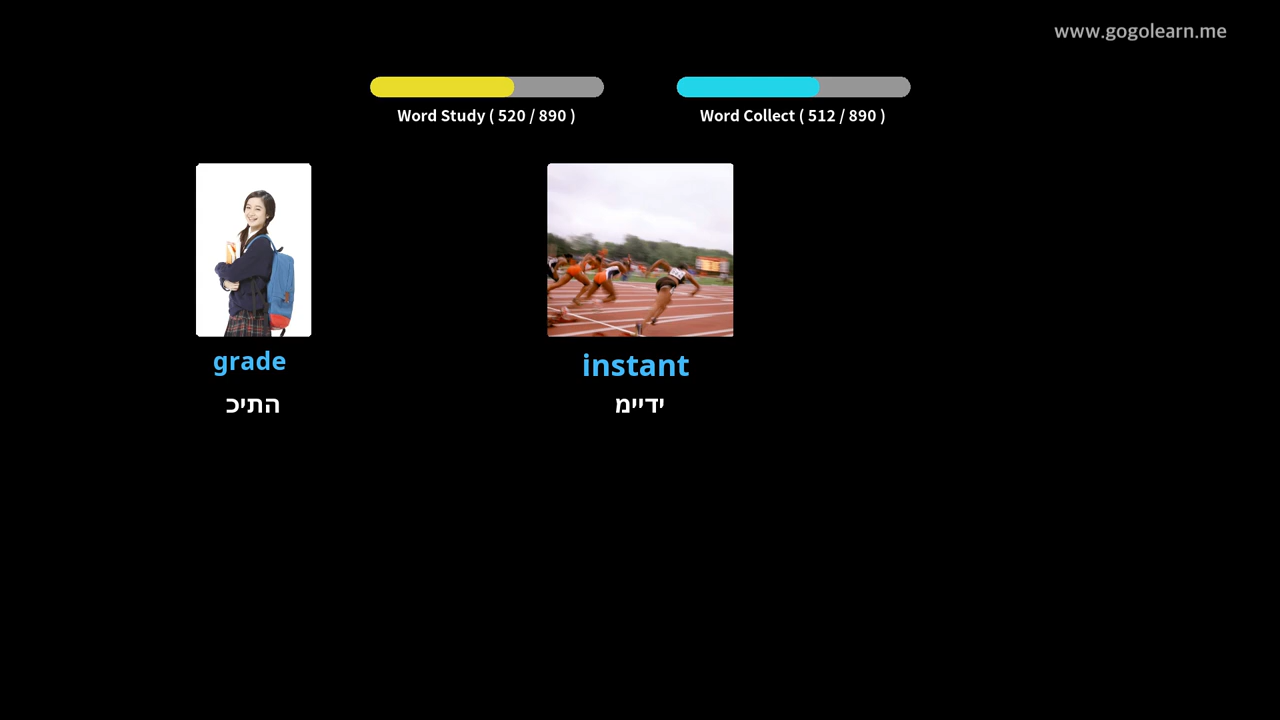 www.gogolearn.me
Word Study ( 520 / 890 )
Word Collect ( 512 / 890 )
grade
התיכ
instant
ידיימ